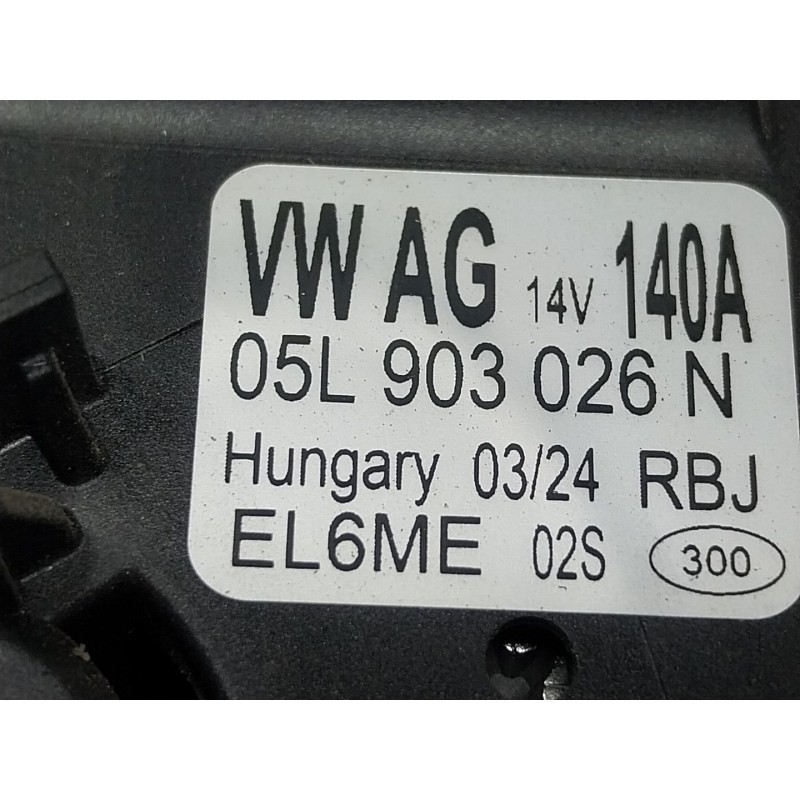 VW AG 14V 140A
05L 903 026 N
Hungary 03/24 RBJ
EL6ME 02S 300